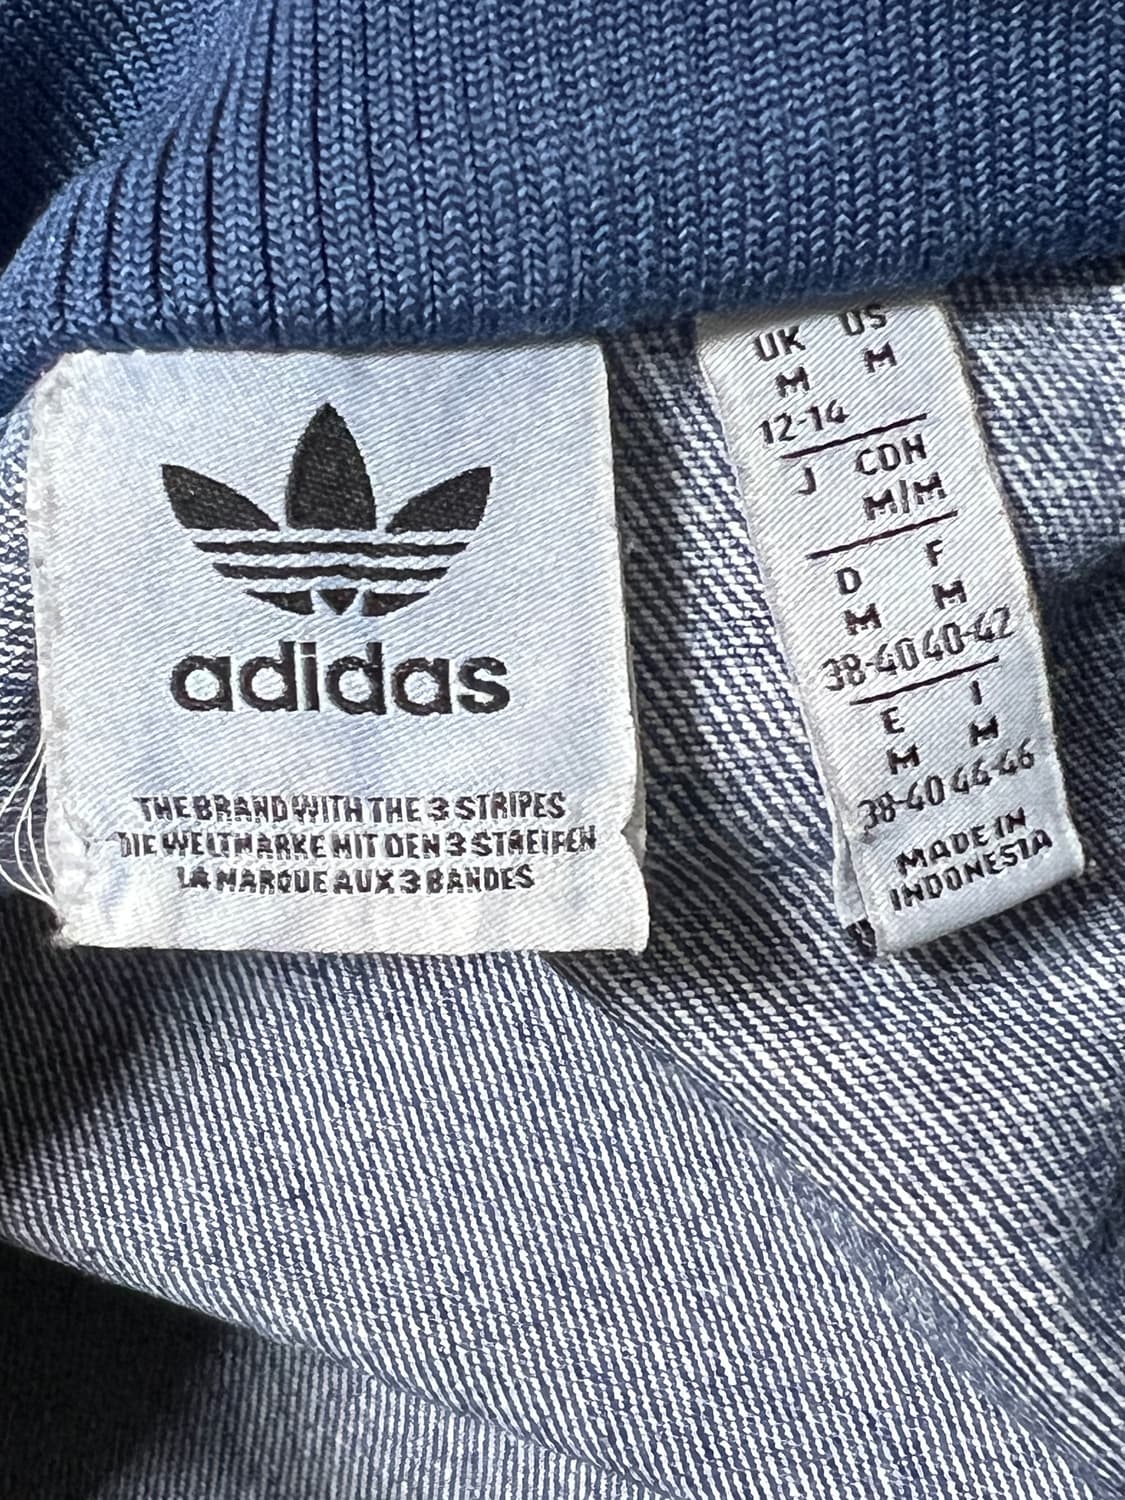 adidas
THE BRAND WITH THE 3 STRIPES
DIE WELTMARKE MIT DEN 3 STREIFEN
LA MARQUE AUX 3 BANDES
UK US
M M
12-14
J CDN
M/M
D F
M M
38-40 40-42
E I
M M
38-40 44-46
MADE IN
INDONESIA